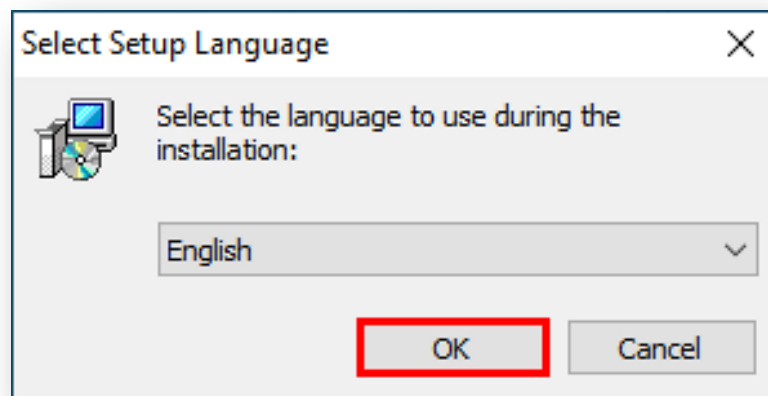 Select Setup Language
Select the language to use during the
installation:
English
OK
Cancel